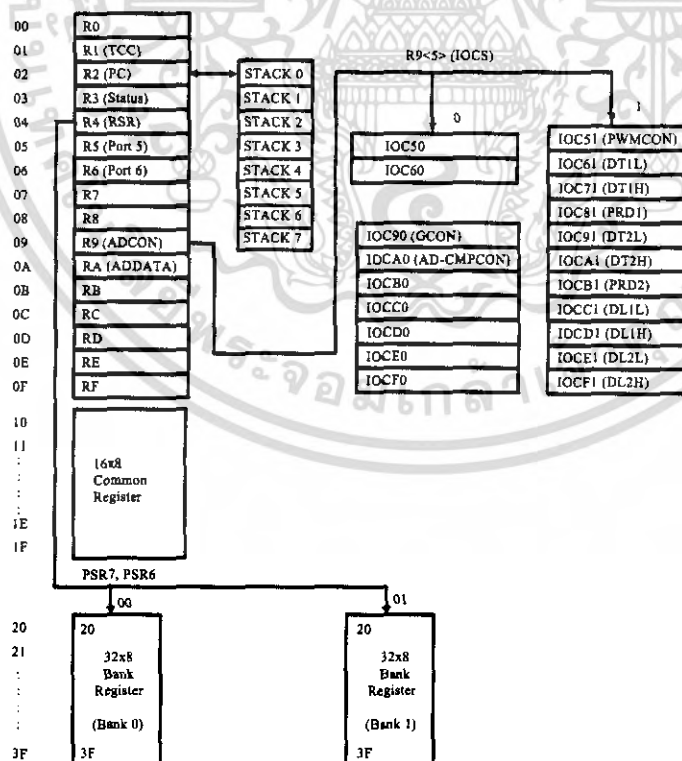 00 R0
01 R1 (TCC)
02 R2 (PC)
03 R3 (Status)
04 R4 (RSR)
05 R5 (Port 5)
06 R6 (Port 6)
07 R7
08 R8
09 R9 (ADCON)
0A RA (ADDATA)
0B RB
0C RC
0D RD
0E RE
0F RF
STACK 0
STACK 1
STACK 2
STACK 3
STACK 4
STACK 5
STACK 6
STACK 7
R9<5> (IOCS)
0
1
IOC50
IOC60
IOC90 (GCON)
IOCA0 (AD-CMPCON)
IOCB0
IOCC0
IOCD0
IOCE0
IOCF0
IOC51 (PWMCON)
IOC61 (DT1L)
IOC71 (DT1H)
IOC81 (PRD1)
IOC91 (DT2L)
IOCA1 (DT2H)
IOCB1 (PRD2)
IOCC1 (DL1L)
IOCD1 (DL1H)
IOCE1 (DL2L)
IOCF1 (DL2H)
10
11
:
:
:
:
1E
1F
16x8
Common
Register
PSR7, PSR6
00
01
20
21
:
:
:
:
3F
20
32x8
Bank
Register
(Bank 0)
3F
20
32x8
Bank
Register
(Bank 1)
3F